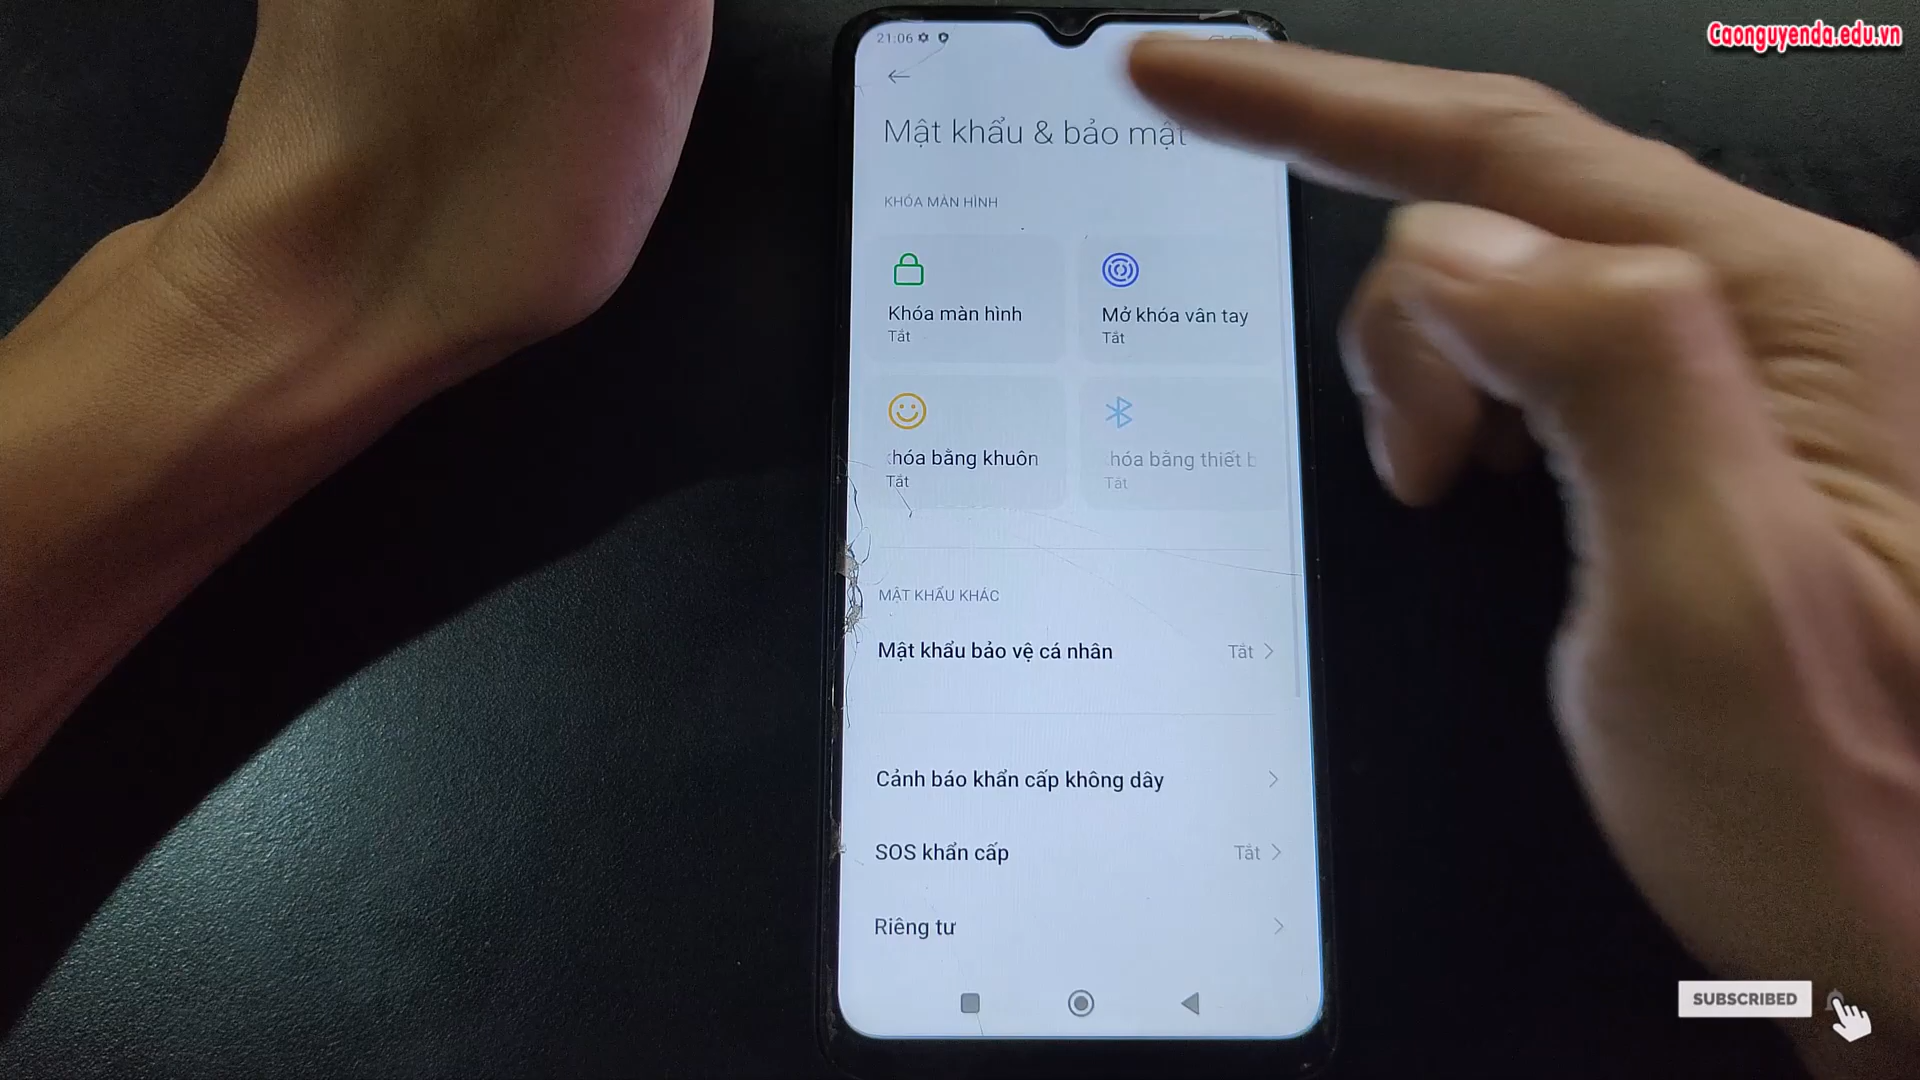 Caonguyenda.edu.vn
21:06
Mật khẩu & bảo mật
KHÓA MÀN HÌNH
Khóa màn hình
Tắt
Mở khóa vân tay
Tắt
hóa bằng khuôn
Tắt
hóa bằng thiết b
Tắt
MẬT KHẨU KHÁC
Mật khẩu bảo vệ cá nhân
Tắt
Cảnh báo khẩn cấp không dây
SOS khẩn cấp
Tắt
Riêng tư
SUBSCRIBED